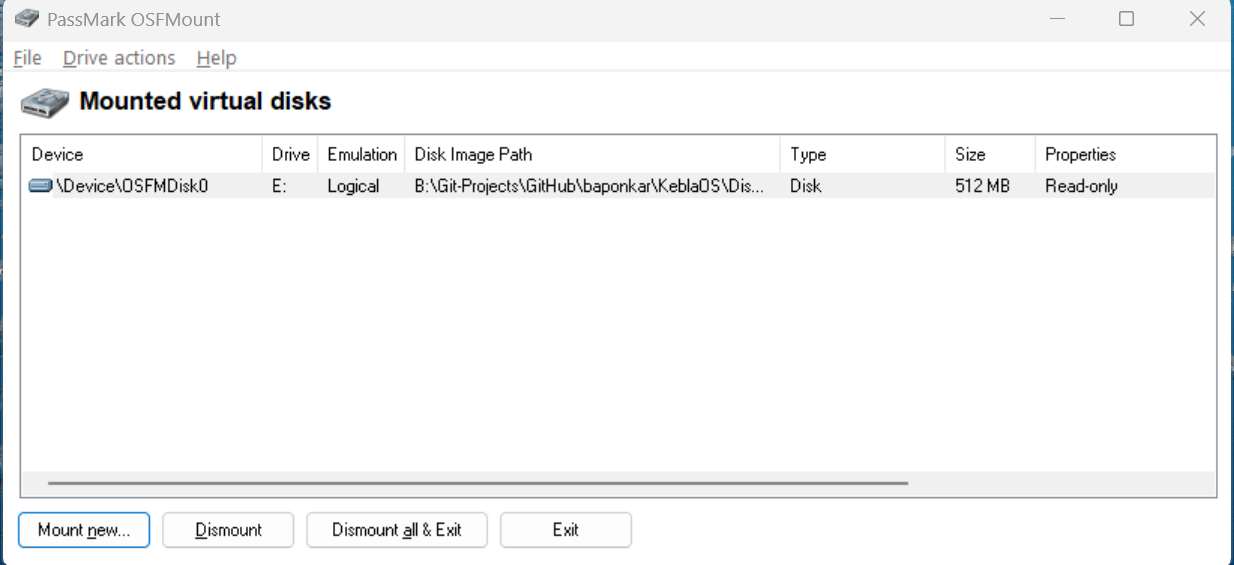 PassMark OSFMount
File Drive actions Help
Mounted virtual disks
Device Drive Emulation Disk Image Path Type Size Properties
\Device\OSFMDisk0 E: Logical B:\Git-Projects\GitHub\baponkar\KeblaOS\Dis... Disk 512 MB Read-only
Mount new... Dismount Dismount all & Exit Exit